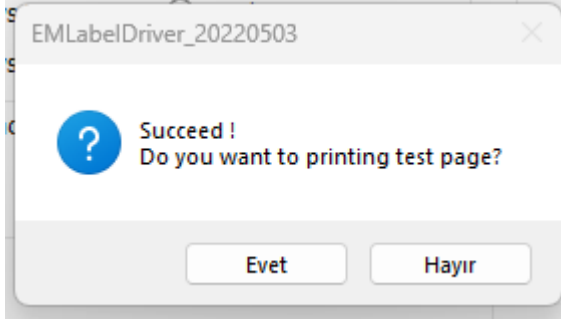 EMLabelDriver_20220503
Succeed !
Do you want to printing test page?
Evet
Hayır